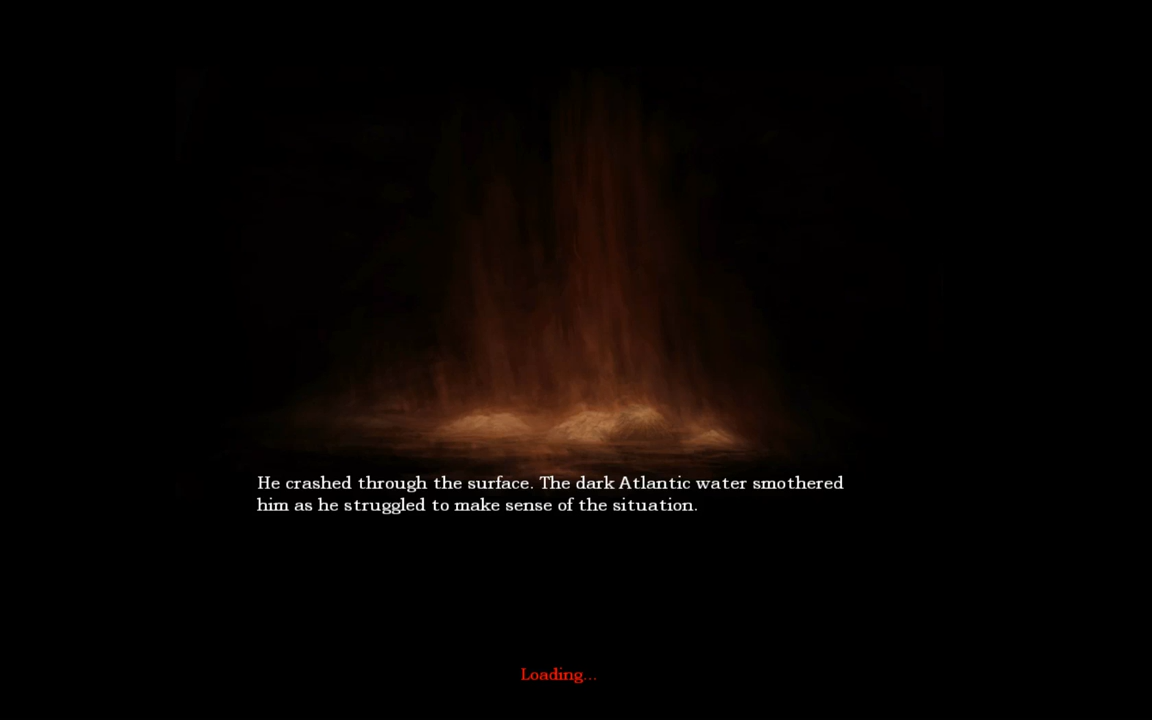 He crashed through the surface. The dark Atlantic water smothered
him as he struggled to make sense of the situation.
Loading...